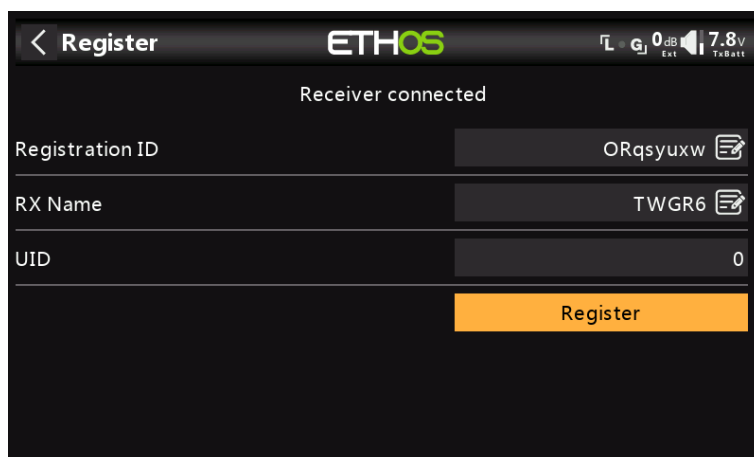 Register ETHOS L G 0dB Ext 7.8V TxBatt
Receiver connected
Registration ID ORqsyuxw
RX Name TWGR6
UID 0
Register